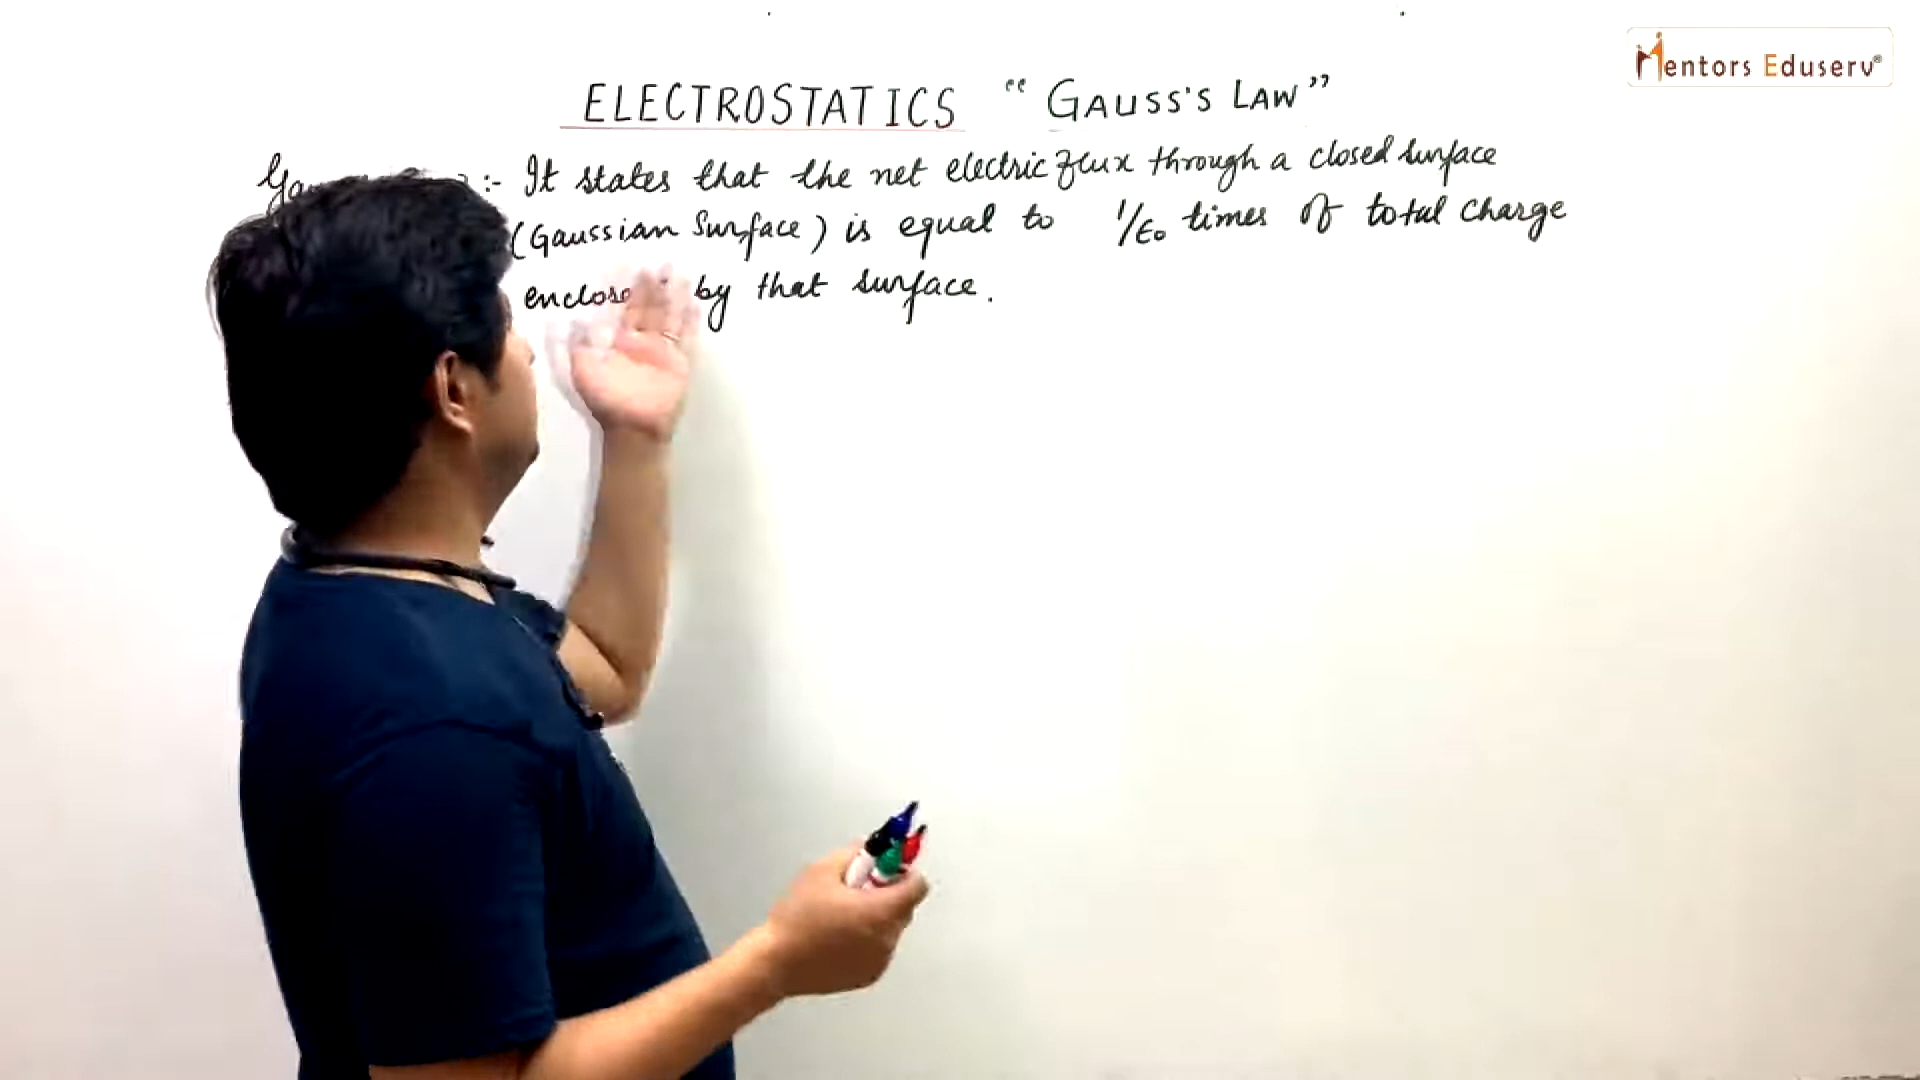 Mentors Eduserv®
ELECTROSTATICS “GAUSS'S LAW”
:- It states that the net electric flux through a closed surface
(Gaussian Surface) is equal to 1/ε₀ times of total charge
by that surface.